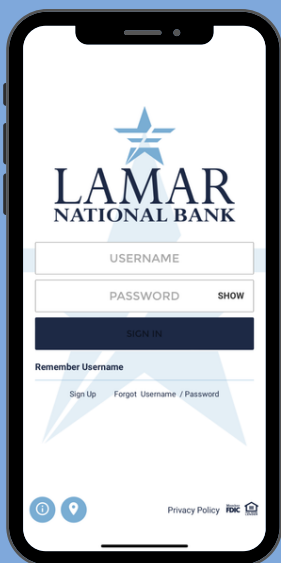 LAMAR
NATIONAL BANK
USERNAME
PASSWORD SHOW
SIGN IN
Remember Username
Sign Up Forgot Username / Password
Privacy Policy FDIC